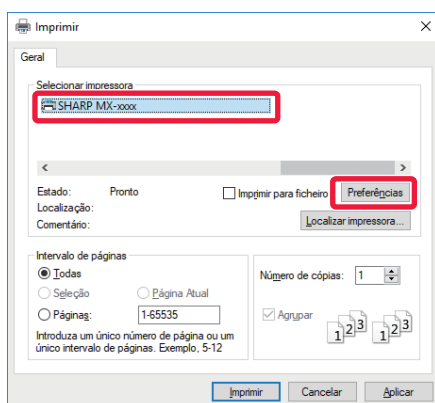 Imprimir
Geral
Selecionar impressora
SHARP MX-xxxx
Estado: Pronto
Imprimir para ficheiro
Preferências
Localização:
Comentário:
Localizar impressora...
Intervalo de páginas
Todas
Seleção Página Atual
Páginas: 1-65535
Introduza um único número de página ou um
único intervalo de páginas. Exemplo, 5-12
Número de cópias: 1
Agrupar
1 2 3 1 2 3
Imprimir Cancelar Aplicar